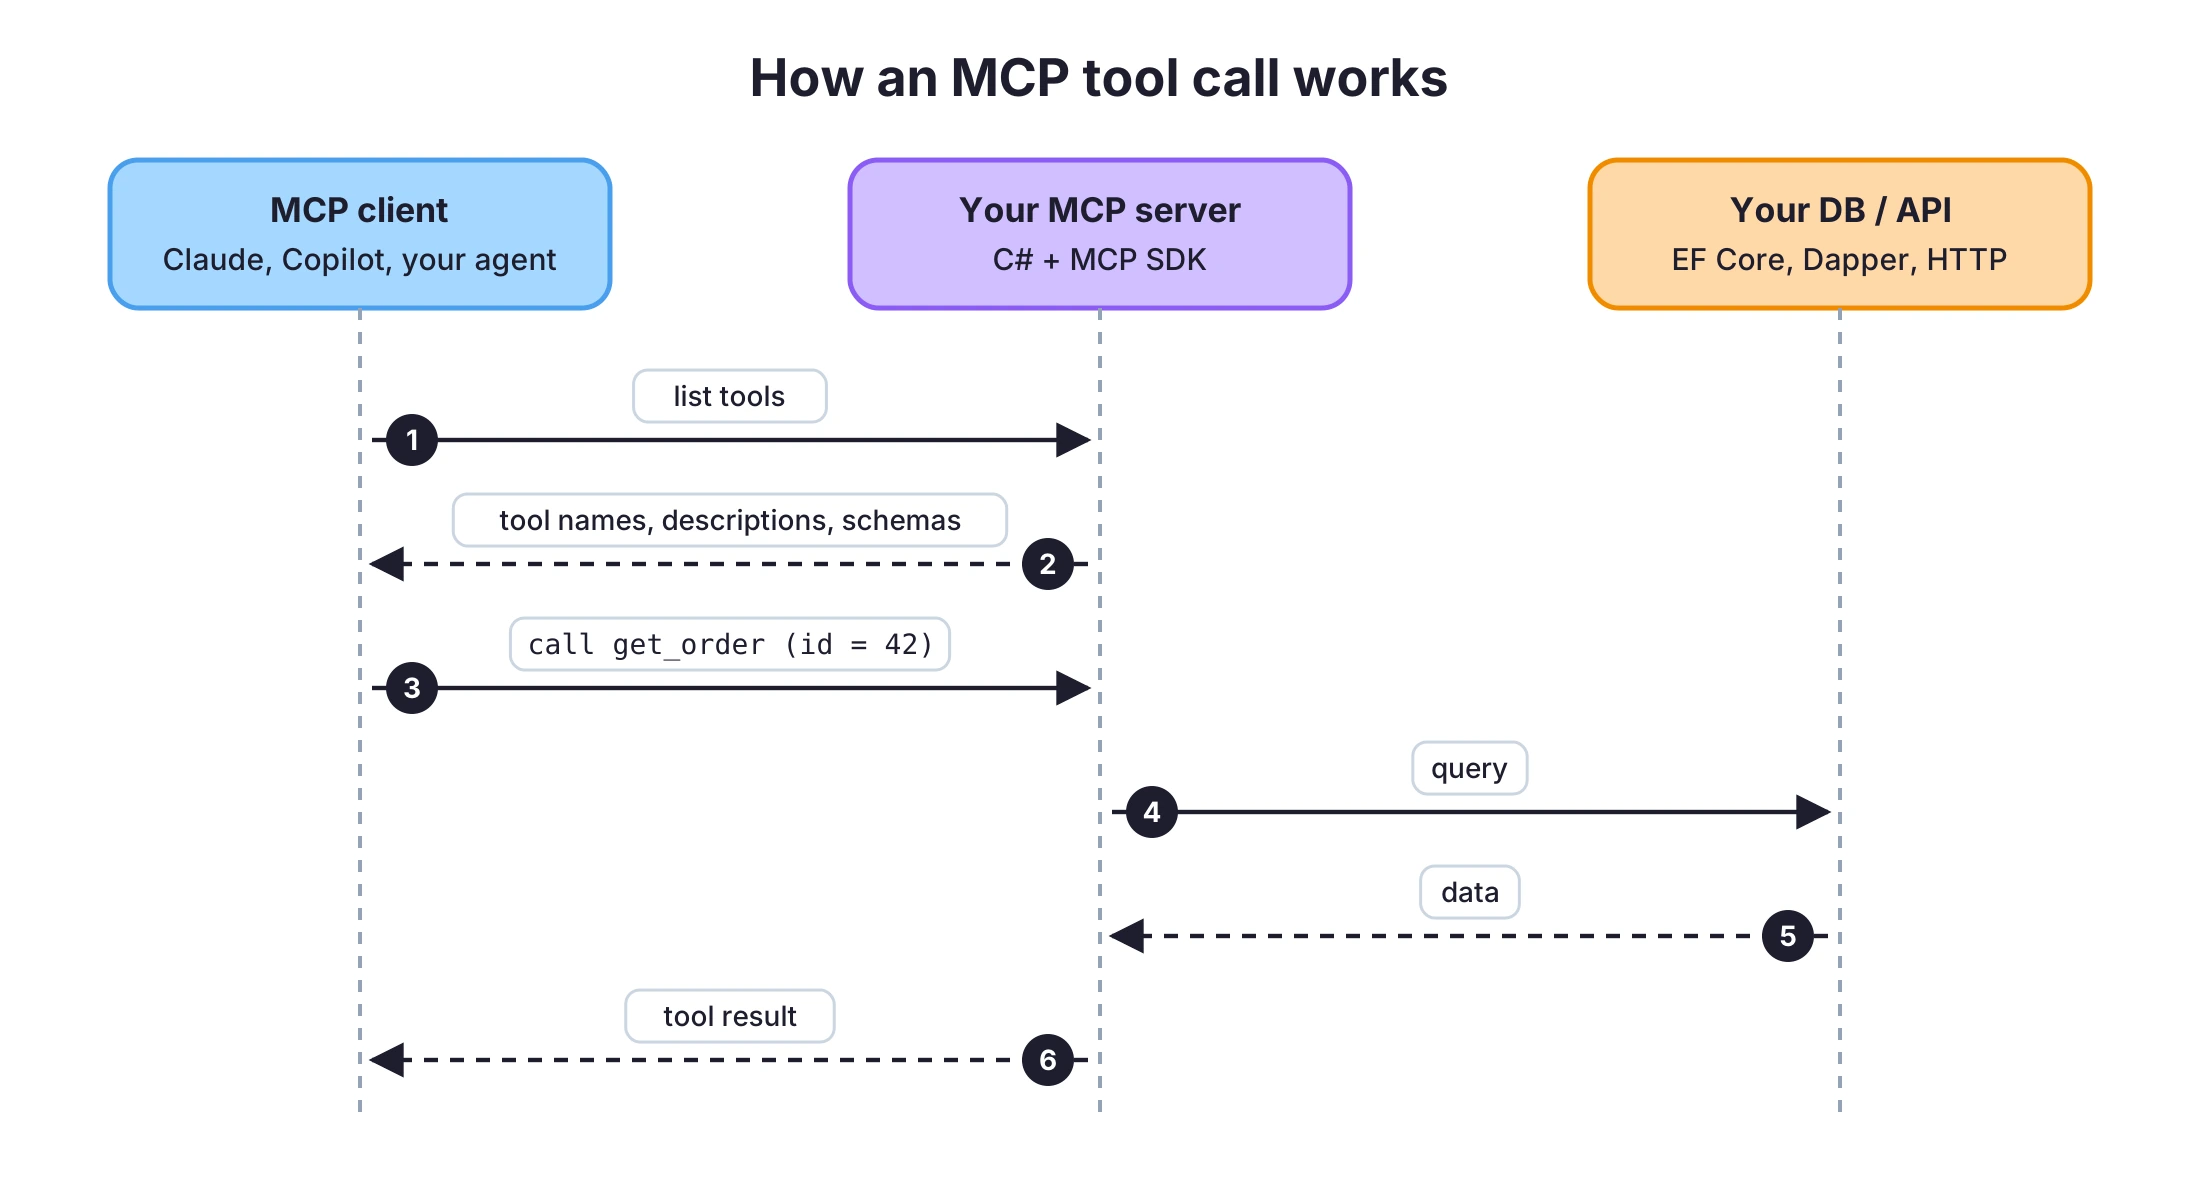 How an MCP tool call works
MCP client
Claude, Copilot, your agent
Your MCP server
C# + MCP SDK
Your DB / API
EF Core, Dapper, HTTP
list tools
1
tool names, descriptions, schemas
2
call get_order (id = 42)
3
query
4
data
5
tool result
6